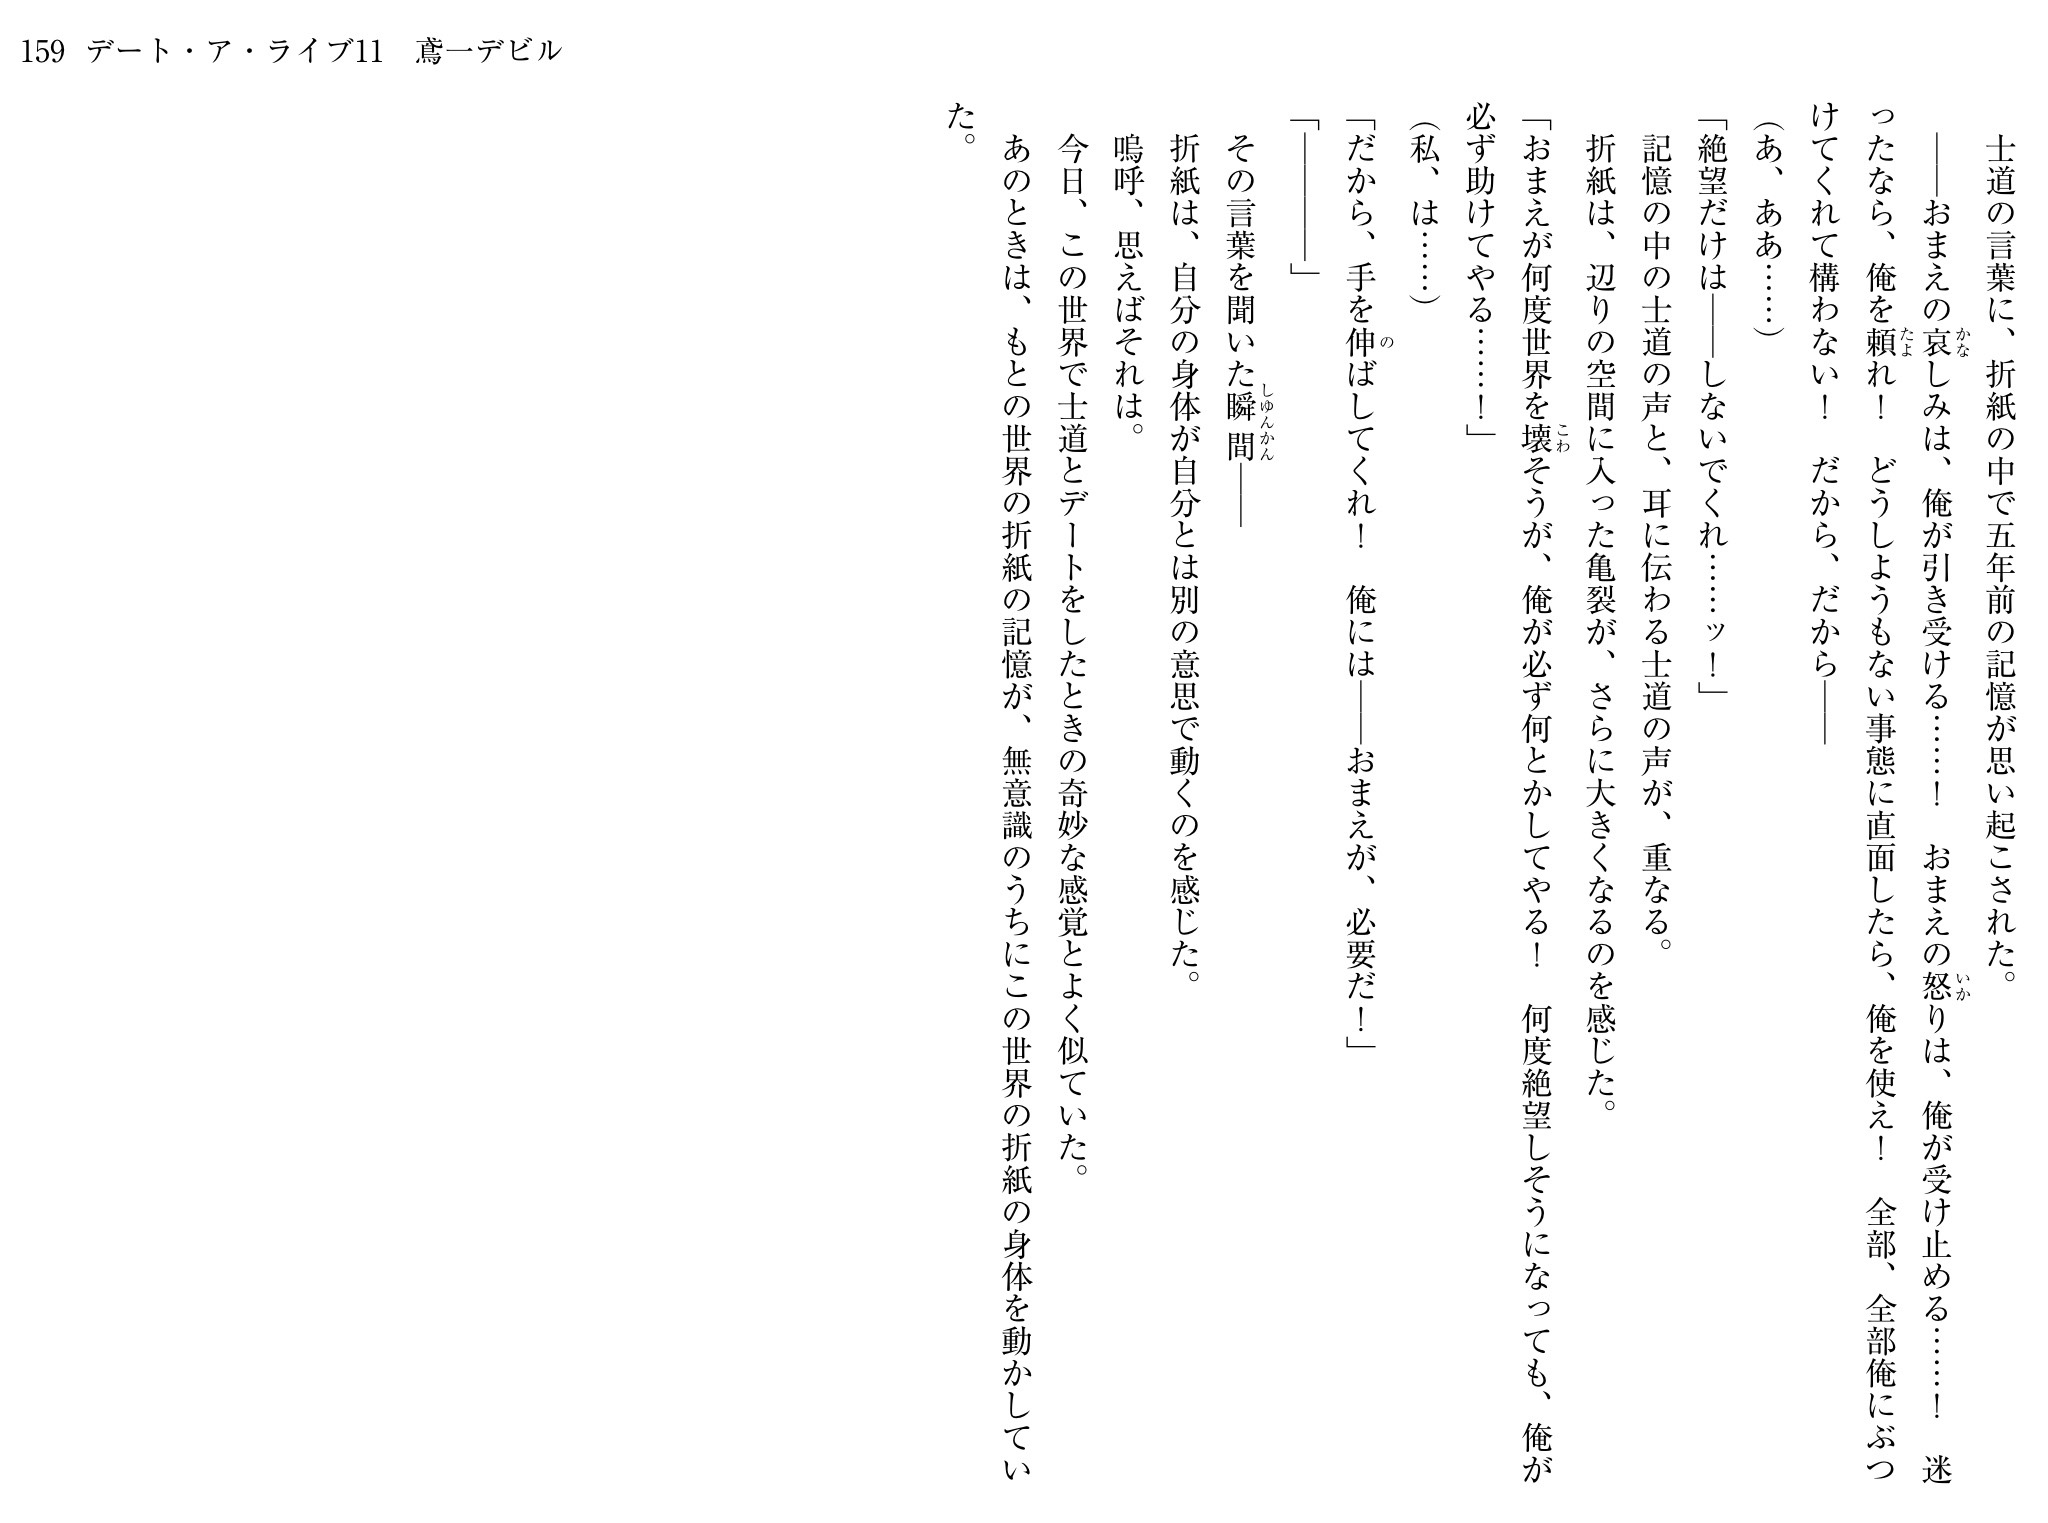 159 デート・ア・ライブ11　鳶一デビル
　士道の言葉に、折紙の中で五年前の記憶が思い起こされた。
　――おまえの哀しみは、俺が引き受ける……！　おまえの怒りは、俺が受け止める……！　迷
ったなら、俺を頼れ！　どうしようもない事態に直面したら、俺を使え！　全部、全部俺にぶつ
けてくれて構わない！　だから、だから――
（あ、ああ……）
「絶望だけは――しないでくれ……ッ！」
　記憶の中の士道の声と、耳に伝わる士道の声が、重なる。
　折紙は、辺りの空間に入った亀裂が、さらに大きくなるのを感じた。
「おまえが何度世界を壊そうが、俺が必ず何とかしてやる！　何度絶望しそうになっても、俺が
必ず助けてやる……！」
（私、は……）
「だから、手を伸ばしてくれ！　俺には――おまえが、必要だ！」
「――――」
　その言葉を聞いた瞬間――
　折紙は、自分の身体が自分とは別の意思で動くのを感じた。
　嗚呼、思えばそれは。
　今日、この世界で士道とデートをしたときの奇妙な感覚とよく似ていた。
　あのときは、もとの世界の折紙の記憶が、無意識のうちにこの世界の折紙の身体を動かしてい
た。